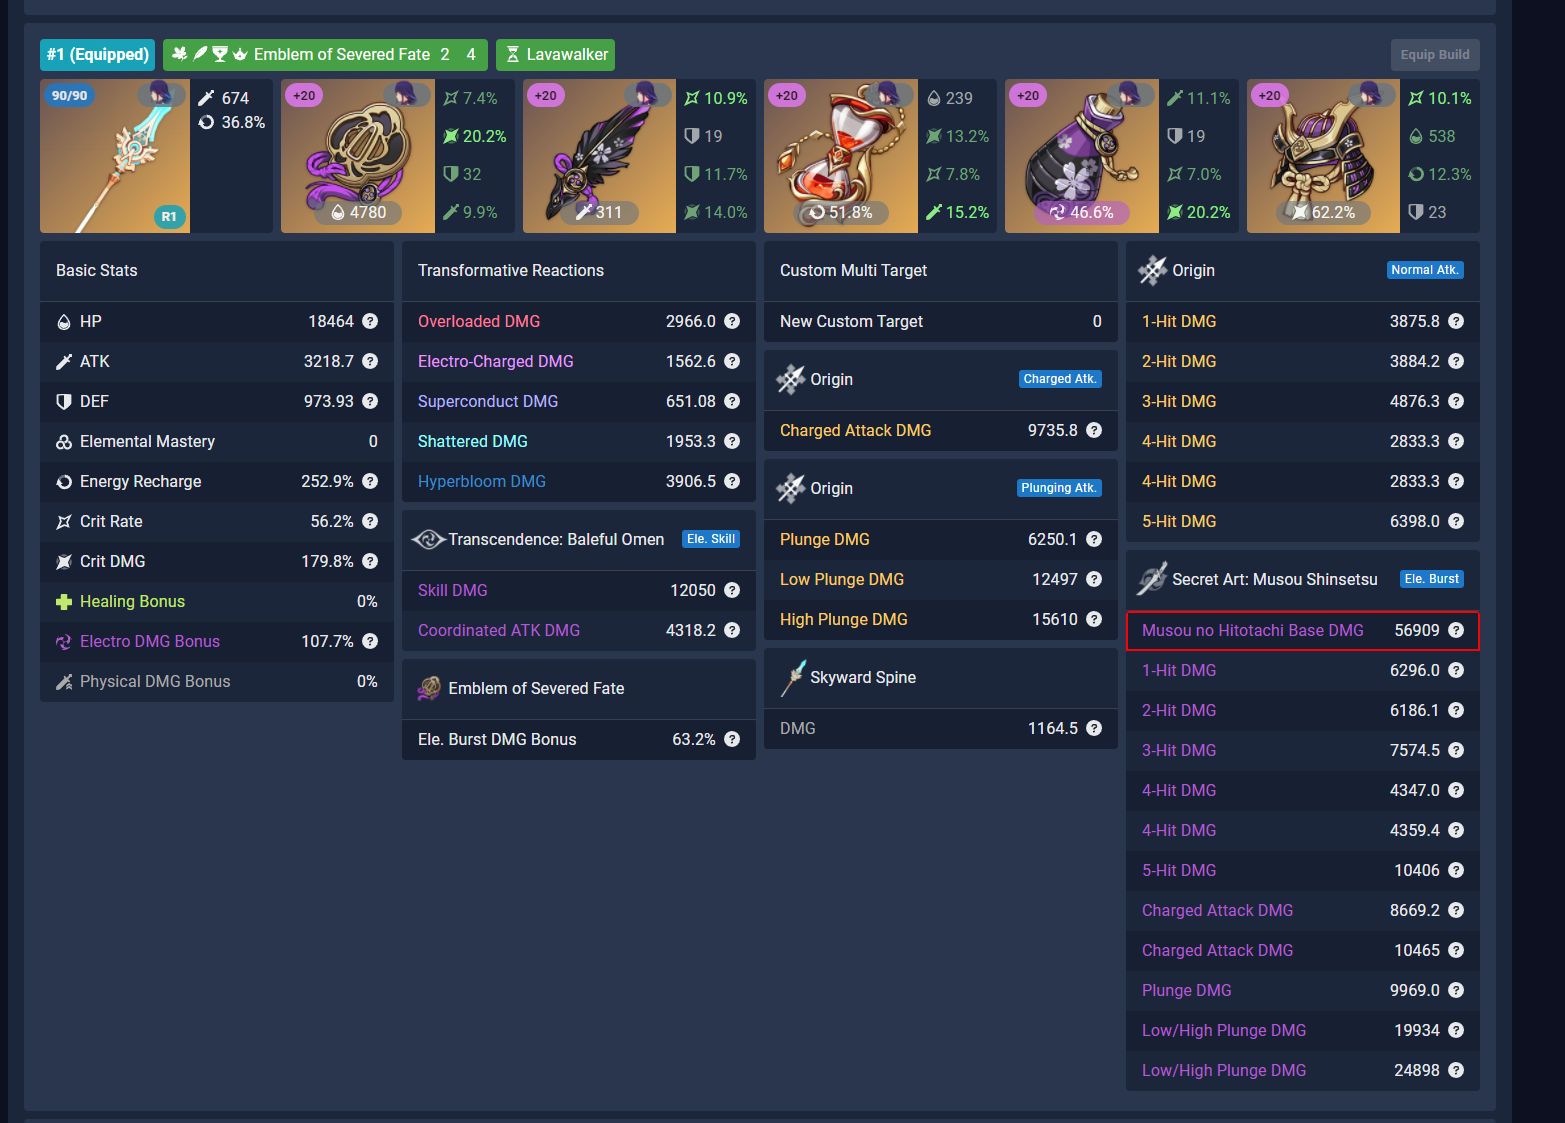 #1 (Equipped) Emblem of Severed Fate 2 4 Lavawalker Equip Build
90/90
R1
674
36.8%
+20
4780
7.4%
20.2%
32
9.9%
+20
311
10.9%
19
11.7%
14.0%
+20
51.8%
239
13.2%
7.8%
15.2%
+20
46.6%
11.1%
19
7.0%
20.2%
+20
62.2%
10.1%
538
12.3%
23
Basic Stats
HP 18464 ?
ATK 3218.7 ?
DEF 973.93 ?
Elemental Mastery 0
Energy Recharge 252.9% ?
Crit Rate 56.2% ?
Crit DMG 179.8% ?
Healing Bonus 0%
Electro DMG Bonus 107.7% ?
Physical DMG Bonus 0%
Transformative Reactions
Overloaded DMG 2966.0 ?
Electro-Charged DMG 1562.6 ?
Superconduct DMG 651.08 ?
Shattered DMG 1953.3 ?
Hyperbloom DMG 3906.5 ?
Transcendence: Baleful Omen Ele. Skill
Skill DMG 12050 ?
Coordinated ATK DMG 4318.2 ?
Emblem of Severed Fate
Ele. Burst DMG Bonus 63.2% ?
Custom Multi Target
New Custom Target 0
Origin Charged Atk.
Charged Attack DMG 9735.8 ?
Origin Plunging Atk.
Plunge DMG 6250.1 ?
Low Plunge DMG 12497 ?
High Plunge DMG 15610 ?
Skyward Spine
DMG 1164.5 ?
Origin Normal Atk.
1-Hit DMG 3875.8 ?
2-Hit DMG 3884.2 ?
3-Hit DMG 4876.3 ?
4-Hit DMG 2833.3 ?
4-Hit DMG 2833.3 ?
5-Hit DMG 6398.0 ?
Secret Art: Musou Shinsetsu Ele. Burst
Musou no Hitotachi Base DMG 56909 ?
1-Hit DMG 6296.0 ?
2-Hit DMG 6186.1 ?
3-Hit DMG 7574.5 ?
4-Hit DMG 4347.0 ?
4-Hit DMG 4359.4 ?
5-Hit DMG 10406 ?
Charged Attack DMG 8669.2 ?
Charged Attack DMG 10465 ?
Plunge DMG 9969.0 ?
Low/High Plunge DMG 19934 ?
Low/High Plunge DMG 24898 ?